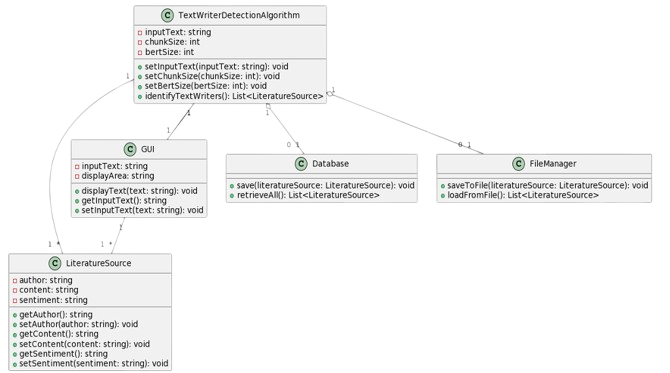 C TextWriterDetectionAlgorithm
inputText: string
chunkSize: int
bertSize: int
setInputText(inputText: string): void
setChunkSize(chunkSize: int): void
setBertSize(bertSize: int): void
identifyTextWriters(): List<LiteratureSource>
1
1
1
1
1
C GUI
inputText: string
displayArea: string
displayText(text: string): void
getInputText(): string
setInputText(text: string): void
0 1
C Database
save(literatureSource: LiteratureSource): void
retrieveAll(): List<LiteratureSource>
0 1
C FileManager
saveToFile(literatureSource: LiteratureSource): void
loadFromFile(): List<LiteratureSource>
1
1 *
1 *
C LiteratureSource
author: string
content: string
sentiment: string
getAuthor(): string
setAuthor(author: string): void
getContent(): string
setContent(content: string): void
getSentiment(): string
setSentiment(sentiment: string): void